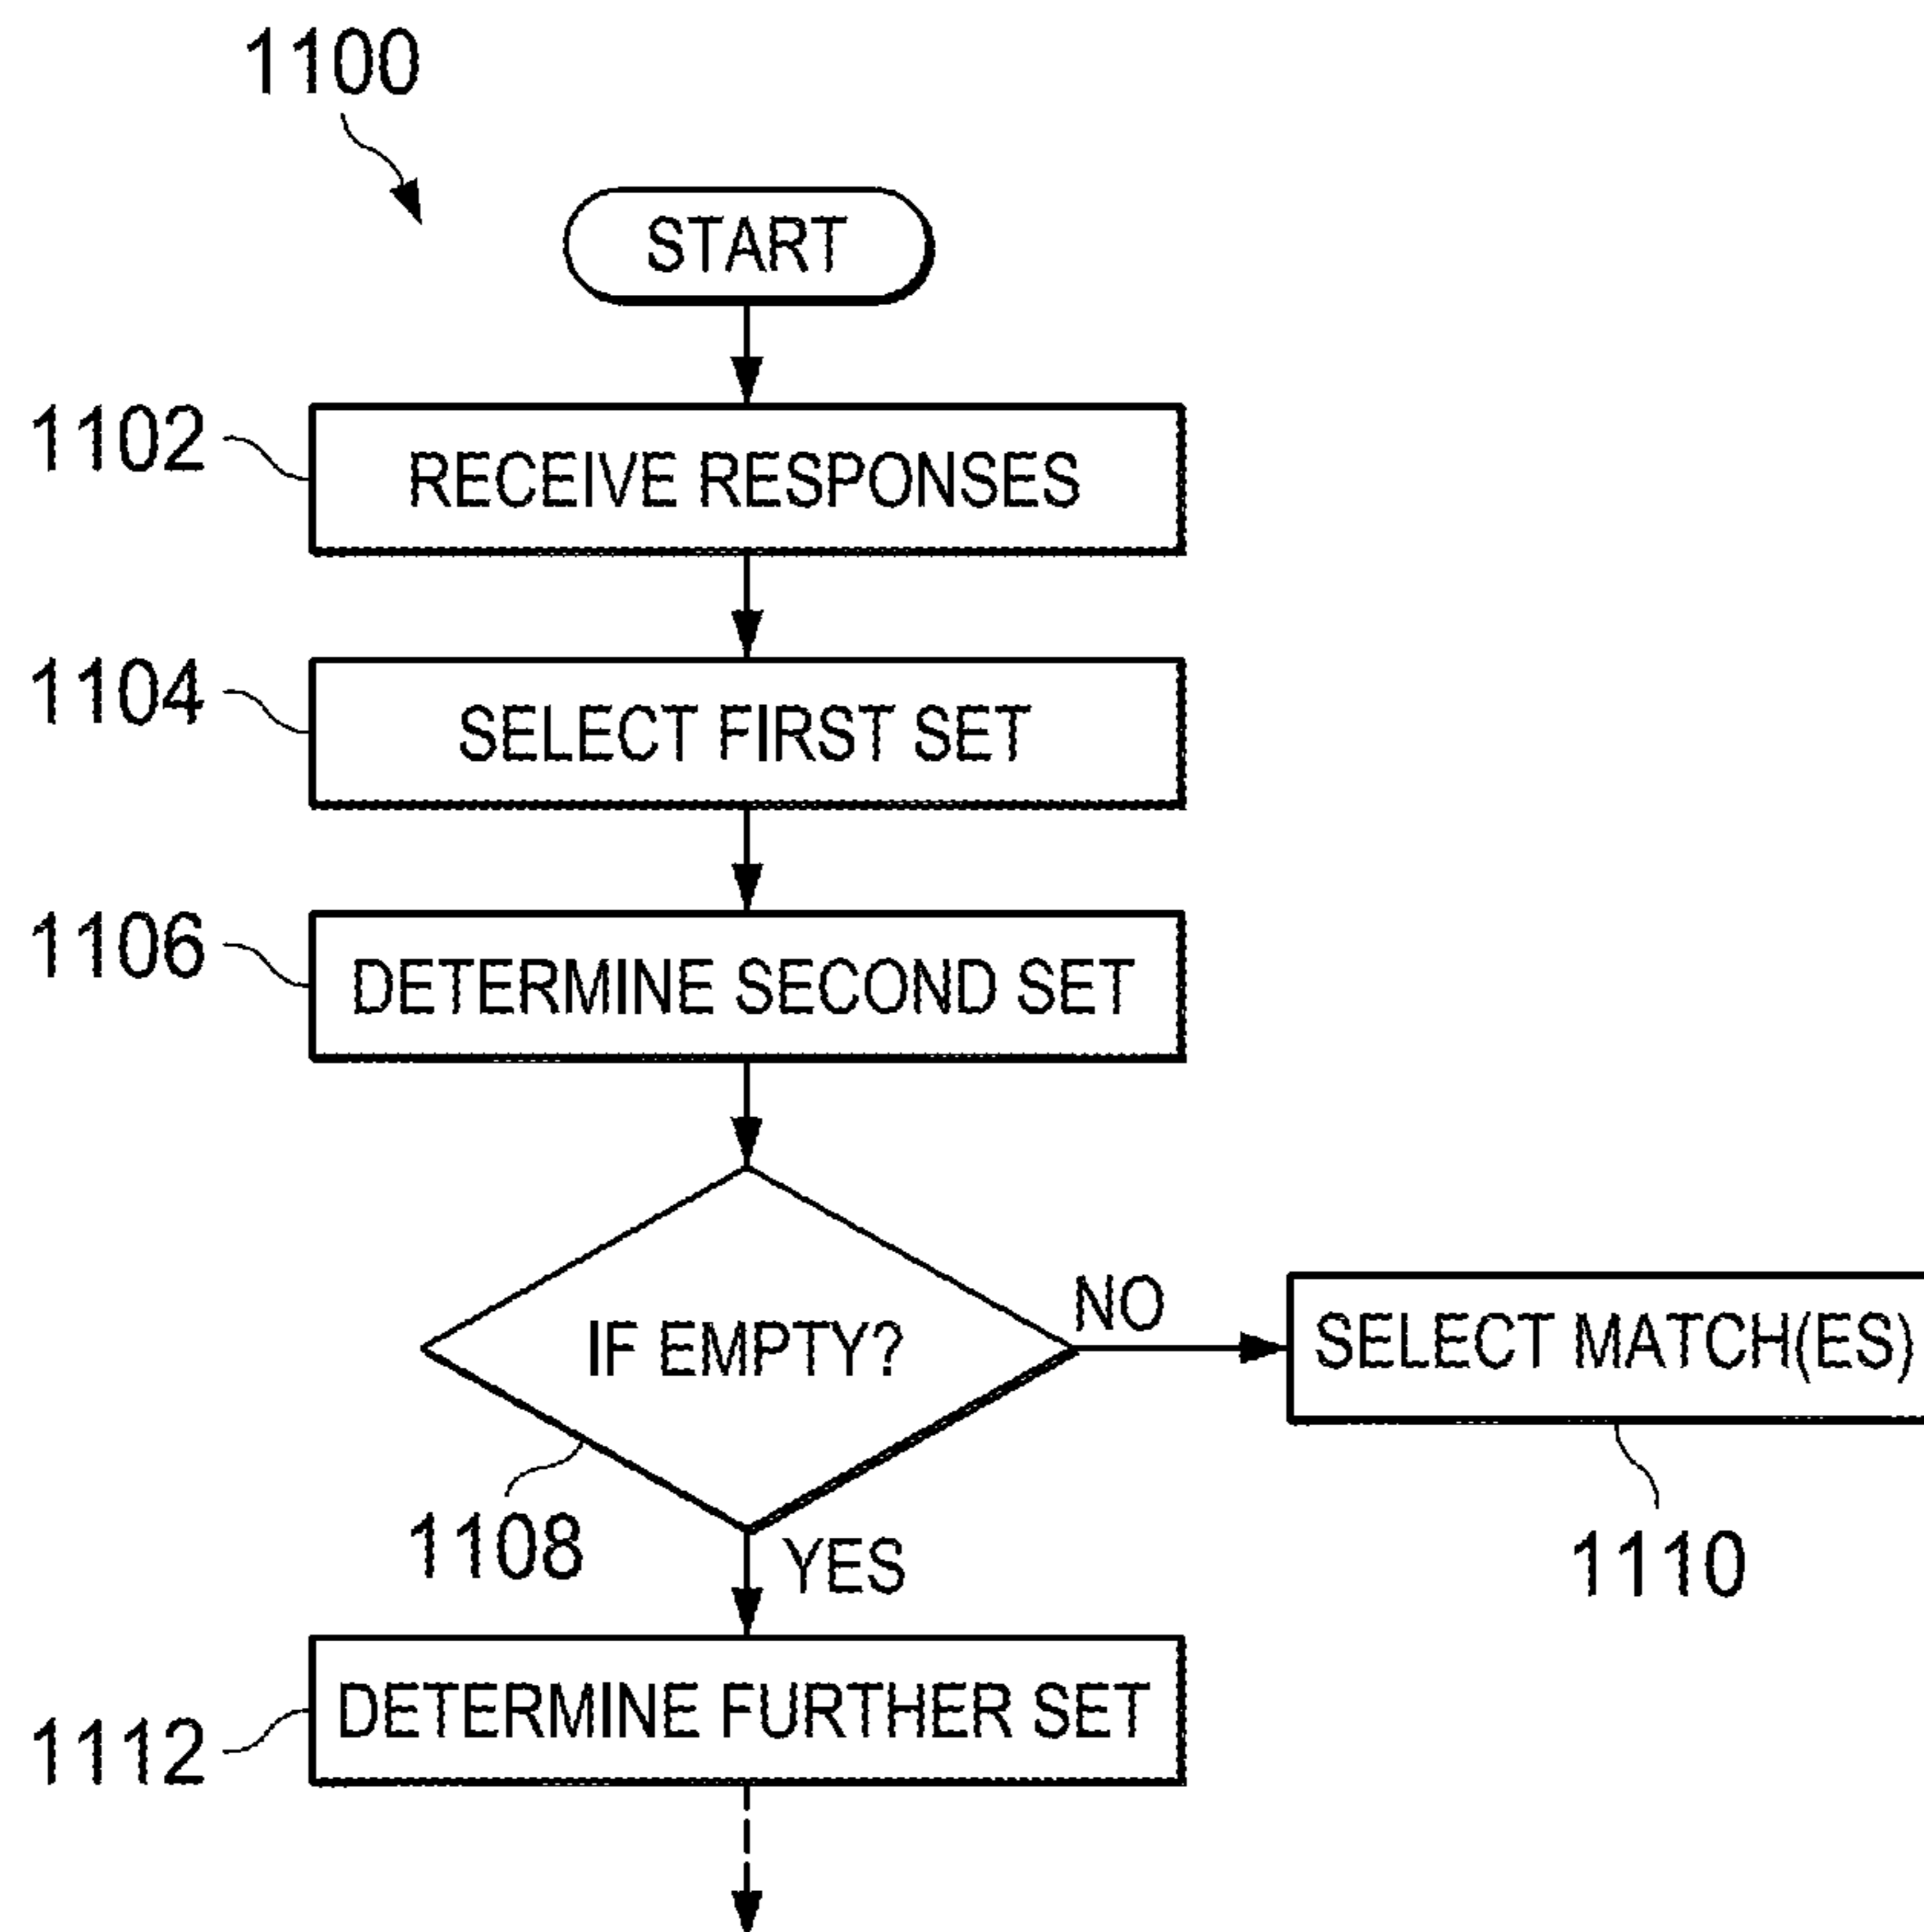 1100
START
1102
RECEIVE RESPONSES
1104
SELECT FIRST SET
1106
DETERMINE SECOND SET
IF EMPTY?
NO
SELECT MATCH(ES)
1108
YES
1110
DETERMINE FURTHER SET
1112